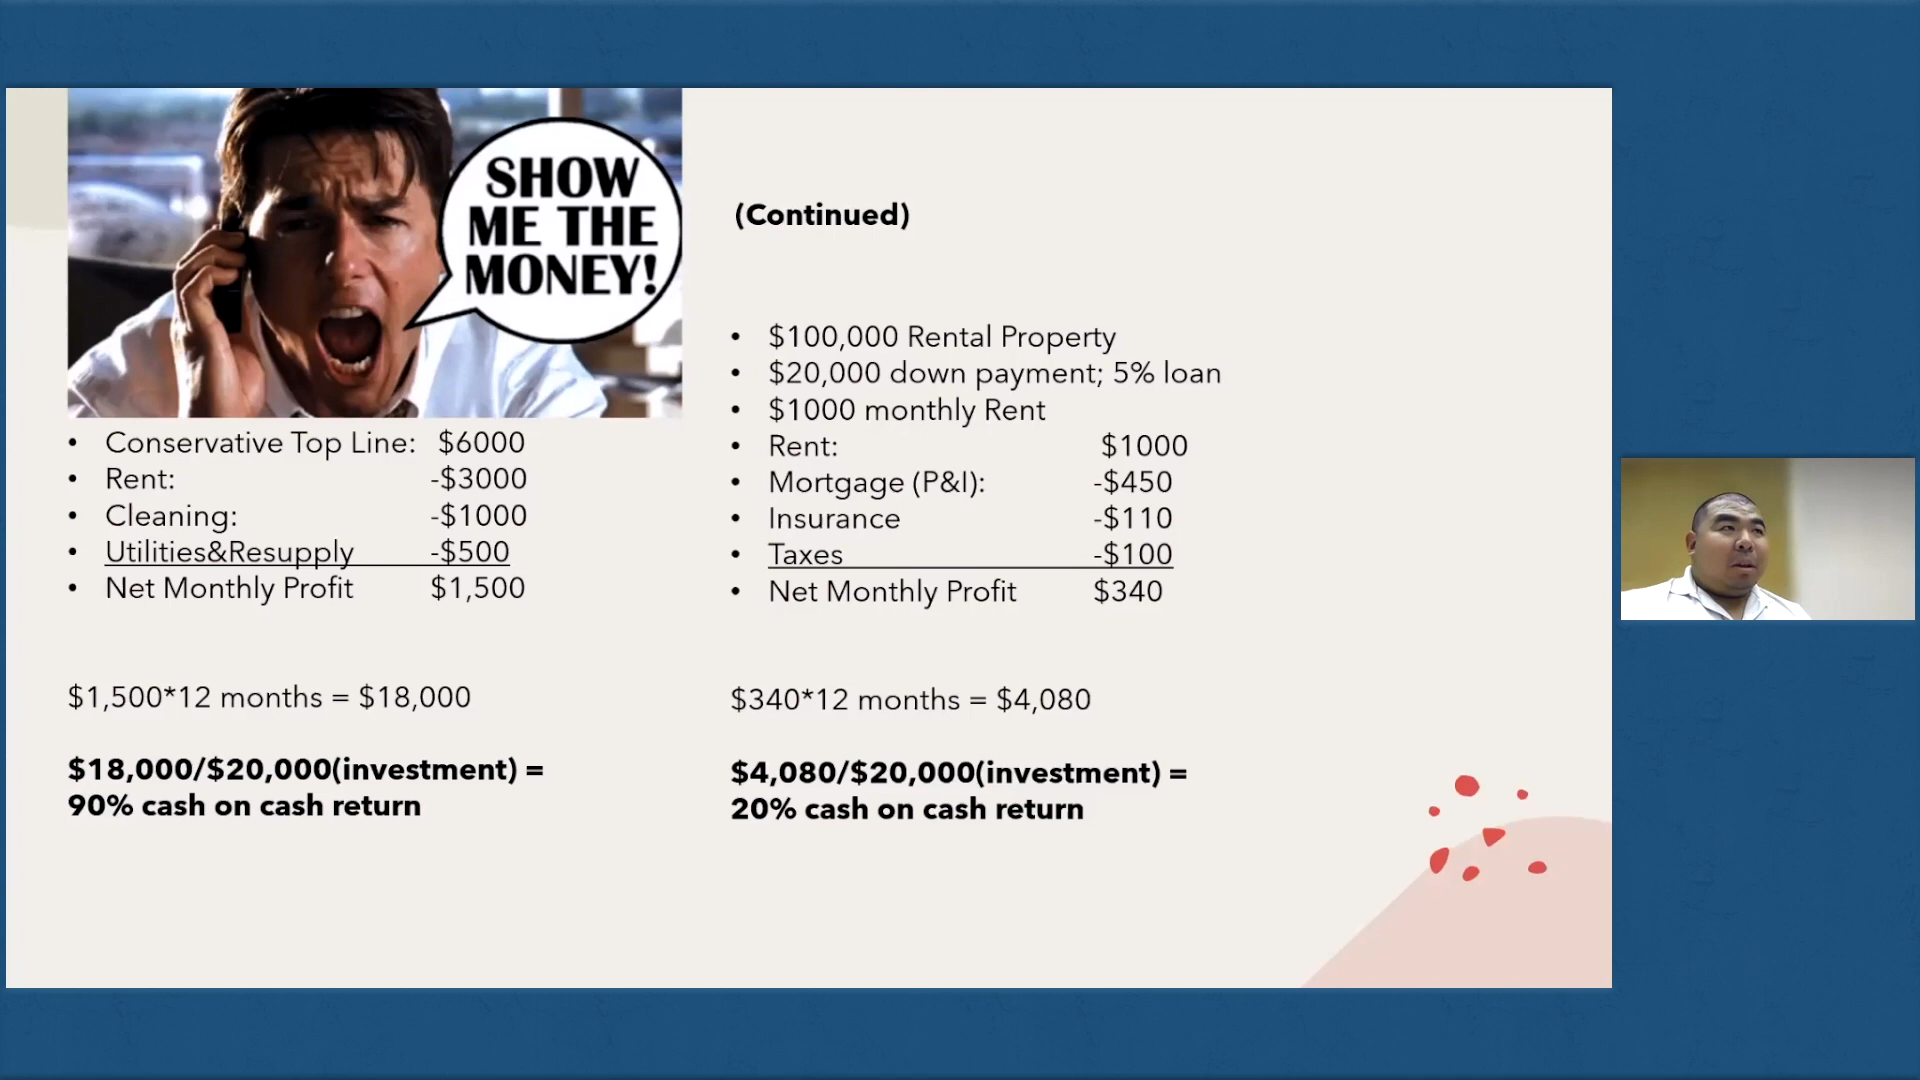 SHOW
ME THE
MONEY!
• Conservative Top Line: $6000
• Rent: -$3000
• Cleaning: -$1000
• Utilities&Resupply -$500
• Net Monthly Profit $1,500
$1,500*12 months = $18,000
$18,000/$20,000(investment) =
90% cash on cash return
(Continued)
• $100,000 Rental Property
• $20,000 down payment; 5% loan
• $1000 monthly Rent
• Rent: $1000
• Mortgage (P&I): -$450
• Insurance -$110
• Taxes -$100
• Net Monthly Profit $340
$340*12 months = $4,080
$4,080/$20,000(investment) =
20% cash on cash return